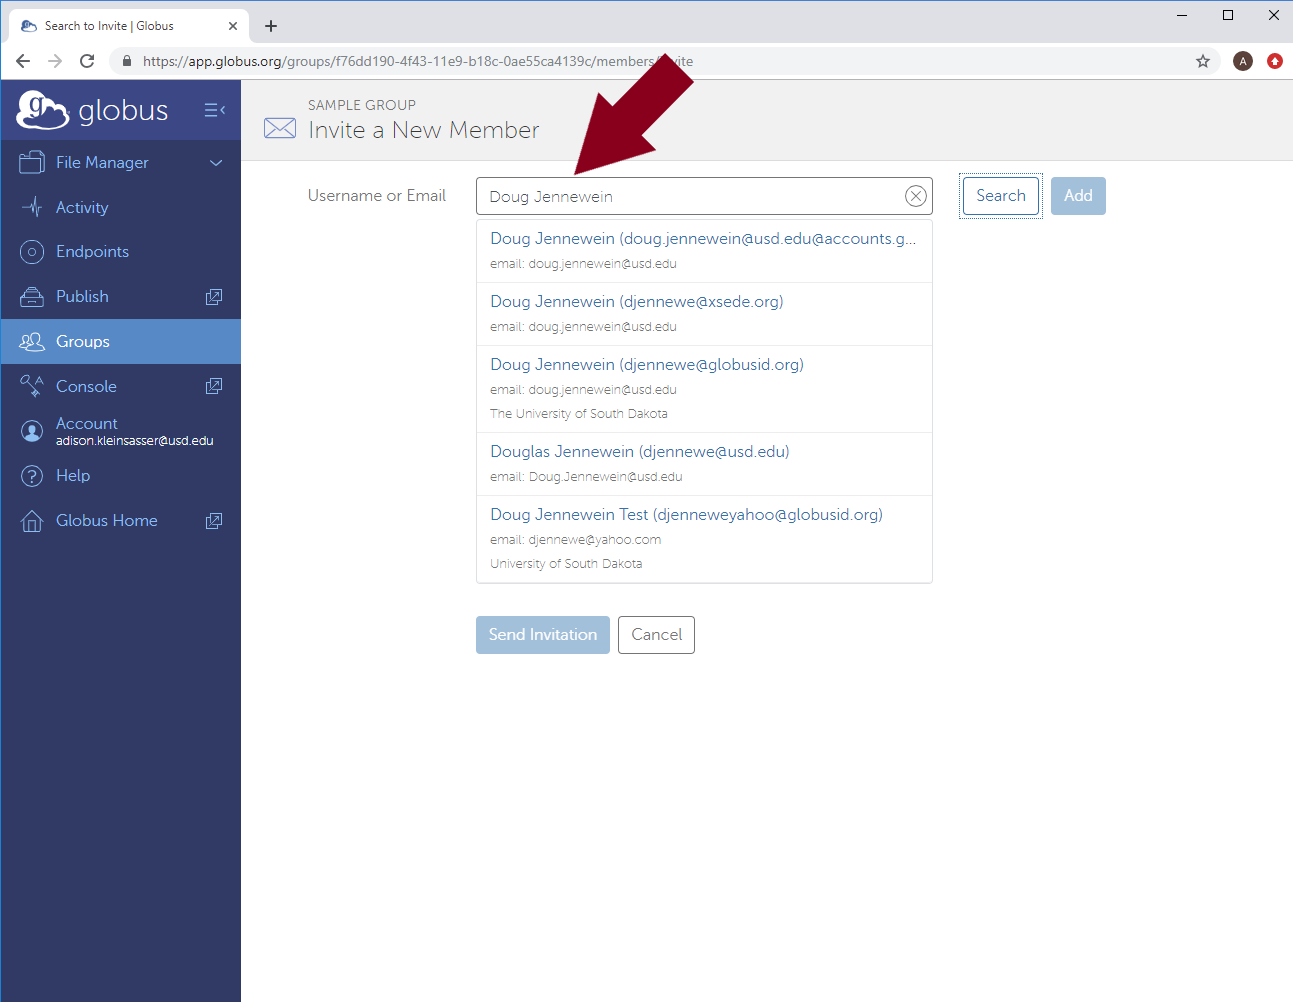 Search to Invite | Globus
https://app.globus.org/groups/f76dd190-4f43-11e9-b18c-0ae55ca4139c/members
A
globus
File Manager
Activity
Endpoints
Publish
Groups
Console
Account
adison.kleinsasser@usd.edu
Help
Globus Home
SAMPLE GROUP
Invite a New Member
Username or Email
Doug Jennewein
Search
Add
Doug Jennewein (doug.jennewein@usd.edu@accounts.g...
email: doug.jennewein@usd.edu
Doug Jennewein (djennewe@xsede.org)
email: doug.jennewein@usd.edu
Doug Jennewein (djennewe@globusid.org)
email: doug.jennewein@usd.edu
The University of South Dakota
Douglas Jennewein (djennewe@usd.edu)
email: Doug.Jennewein@usd.edu
Doug Jennewein Test (djenneweyahoo@globusid.org)
email: djennewe@yahoo.com
University of South Dakota
Send Invitation
Cancel